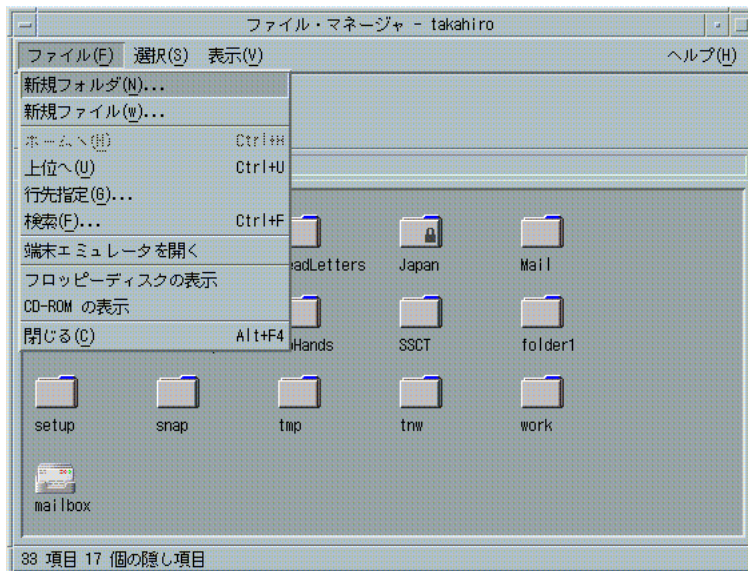 ファイル・マネージャ - takahiro
ファイル(F) 選択(S) 表示(V) ヘルプ(H)
新規フォルダ(N)...
新規ファイル(w)...
ホームへ(H) Ctrl+H
上位へ(U) Ctrl+U
行先指定(G)...
検索(F)... Ctrl+F
端末エミュレータを開く
フロッピーディスクの表示
CD-ROM の表示
閉じる(C) Alt+F4
Japan Mail
SSCT folder1
setup snap tmp tnw work
mailbox
33 項目 17 個の隠し項目